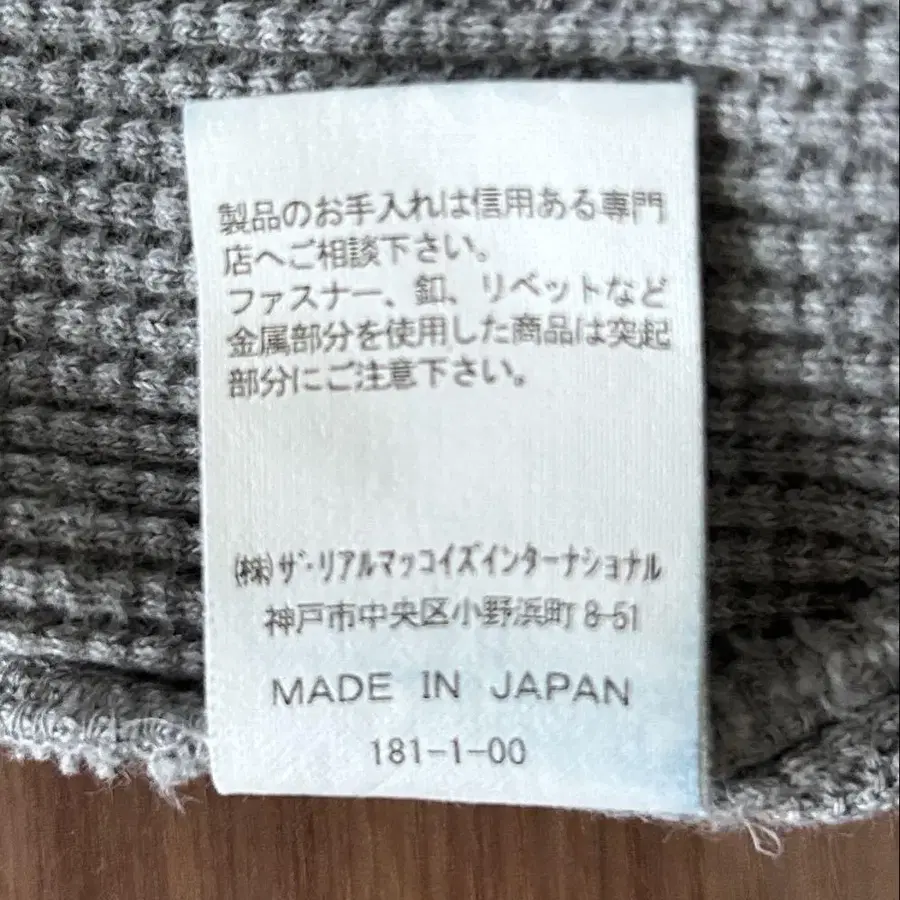 製品のお手入れは信用ある専門
店へご相談下さい。
ファスナー、釦、リベットなど
金属部分を使用した商品は突起
部分にご注意下さい。
㈱ザ・リアルマッコイズインターナショナル
神戸市中央区小野浜町8-51
MADE IN JAPAN
181-1-00